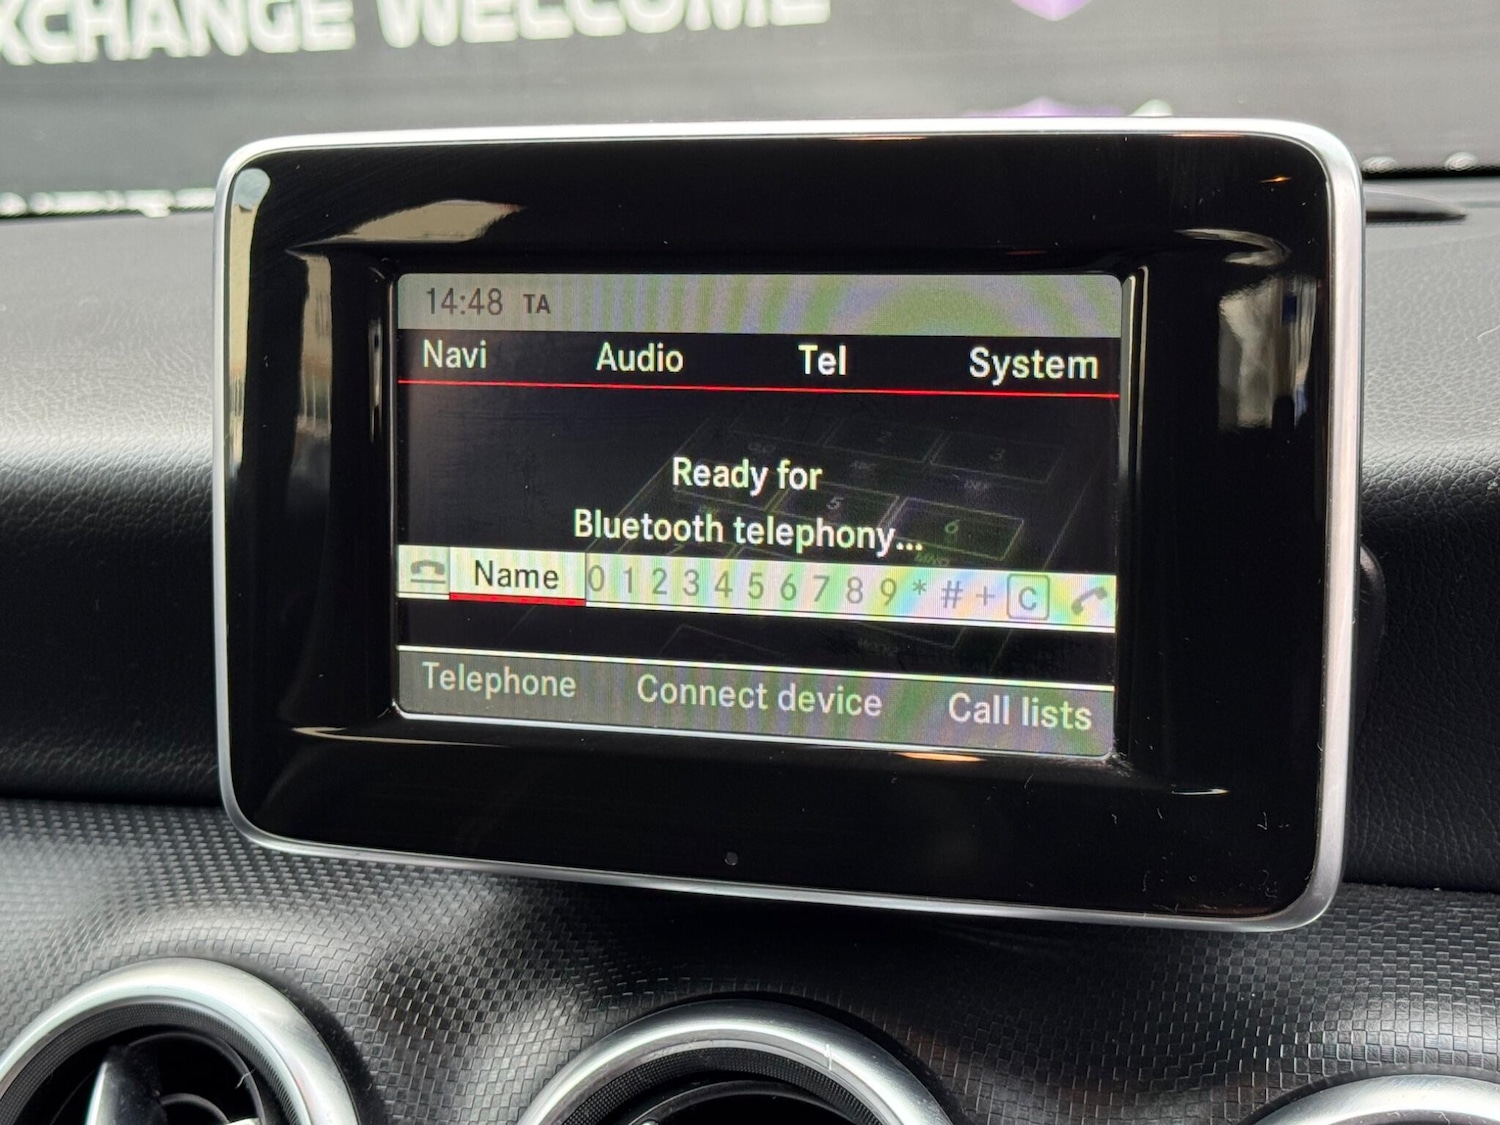 XCHANGE WELCOME
14:48 TA
Navi Audio Tel System
Ready for
Bluetooth telephony...
Name 0 1 2 3 4 5 6 7 8 9 * # + C
Telephone Connect device Call lists